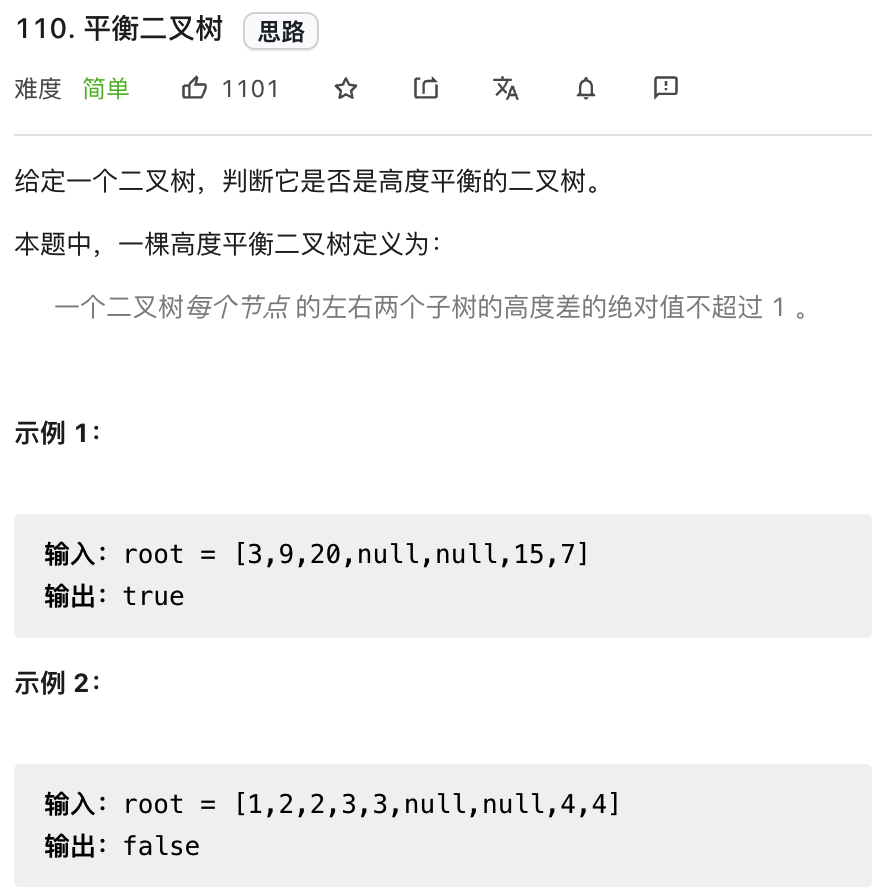 110. 平衡二叉树 思路
难度 简单 1101
给定一个二叉树，判断它是否是高度平衡的二叉树。
本题中，一棵高度平衡二叉树定义为：
一个二叉树每个节点 的左右两个子树的高度差的绝对值不超过 1 。
示例 1：
输入：root = [3,9,20,null,null,15,7]
输出：true
示例 2：
输入：root = [1,2,2,3,3,null,null,4,4]
输出：false